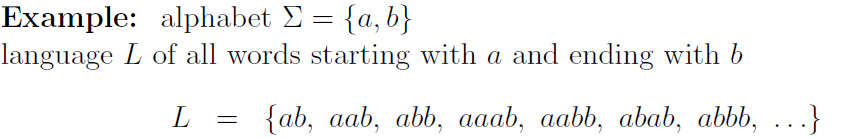 Example: alphabet Σ = {a, b}
language L of all words starting with a and ending with b
L = {ab, aab, abb, aaab, aabb, abab, abbb, ...}